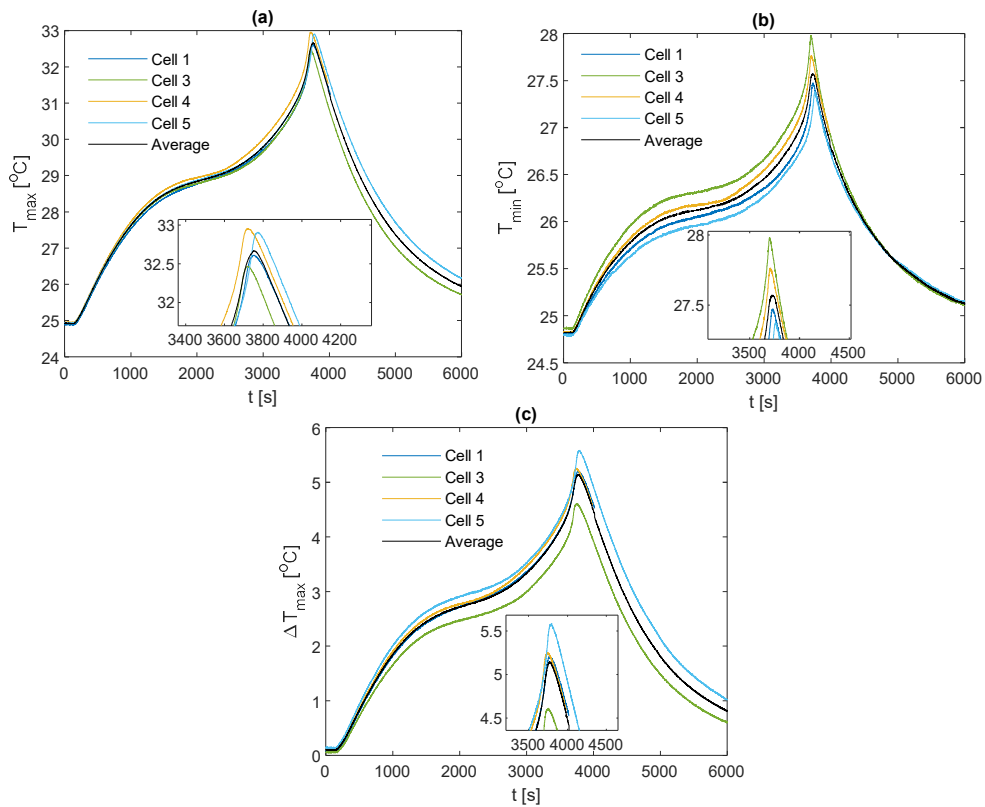 (a)
33
32
31
30
29
28
27
26
25
24
T_max [°C]
Cell 1
Cell 3
Cell 4
Cell 5
Average
33
32.5
32
3400 3600 3800 4000 4200
0 1000 2000 3000 4000 5000 6000
t [s]
(b)
28
27.5
27
26.5
26
25.5
25
24.5
T_min [°C]
Cell 1
Cell 3
Cell 4
Cell 5
Average
28
27.5
3500 4000 4500
0 1000 2000 3000 4000 5000 6000
t [s]
(c)
6
5
4
3
2
1
0
Δ T_max [°C]
Cell 1
Cell 3
Cell 4
Cell 5
Average
5.5
5
4.5
3500 4000 4500
0 1000 2000 3000 4000 5000 6000
t [s]